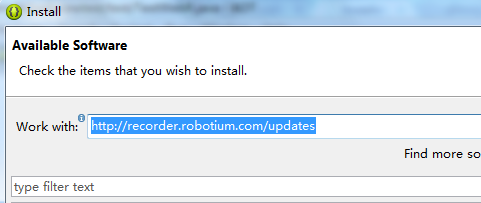 Install
Available Software
Check the items that you wish to install.
Work with: http://recorder.robotium.com/updates
Find more so
type filter text